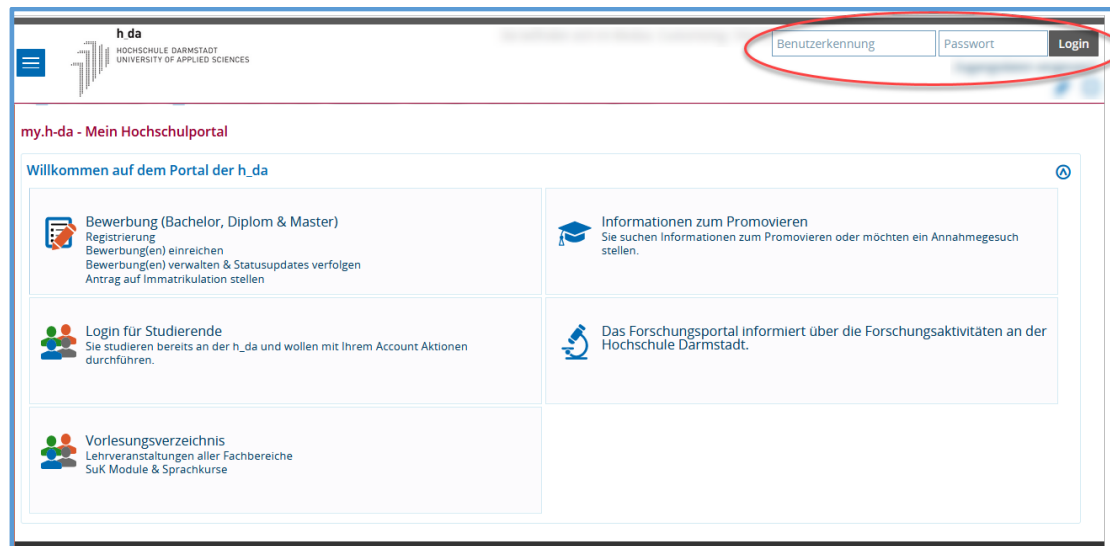 h_da
HOCHSCHULE DARMSTADT
UNIVERSITY OF APPLIED SCIENCES
Benutzerkennung
Passwort
Login
my.h-da - Mein Hochschulportal
Willkommen auf dem Portal der h_da
Bewerbung (Bachelor, Diplom & Master)
Registrierung
Bewerbung(en) einreichen
Bewerbung(en) verwalten & Statusupdates verfolgen
Antrag auf Immatrikulation stellen
Informationen zum Promovieren
Sie suchen Informationen zum Promovieren oder möchten ein Annahmegesuch
stellen.
Login für Studierende
Sie studieren bereits an der h_da und wollen mit Ihrem Account Aktionen
durchführen.
Das Forschungsportal informiert über die Forschungsaktivitäten an der
Hochschule Darmstadt.
Vorlesungsverzeichnis
Lehrveranstaltungen aller Fachbereiche
SuK Module & Sprachkurse